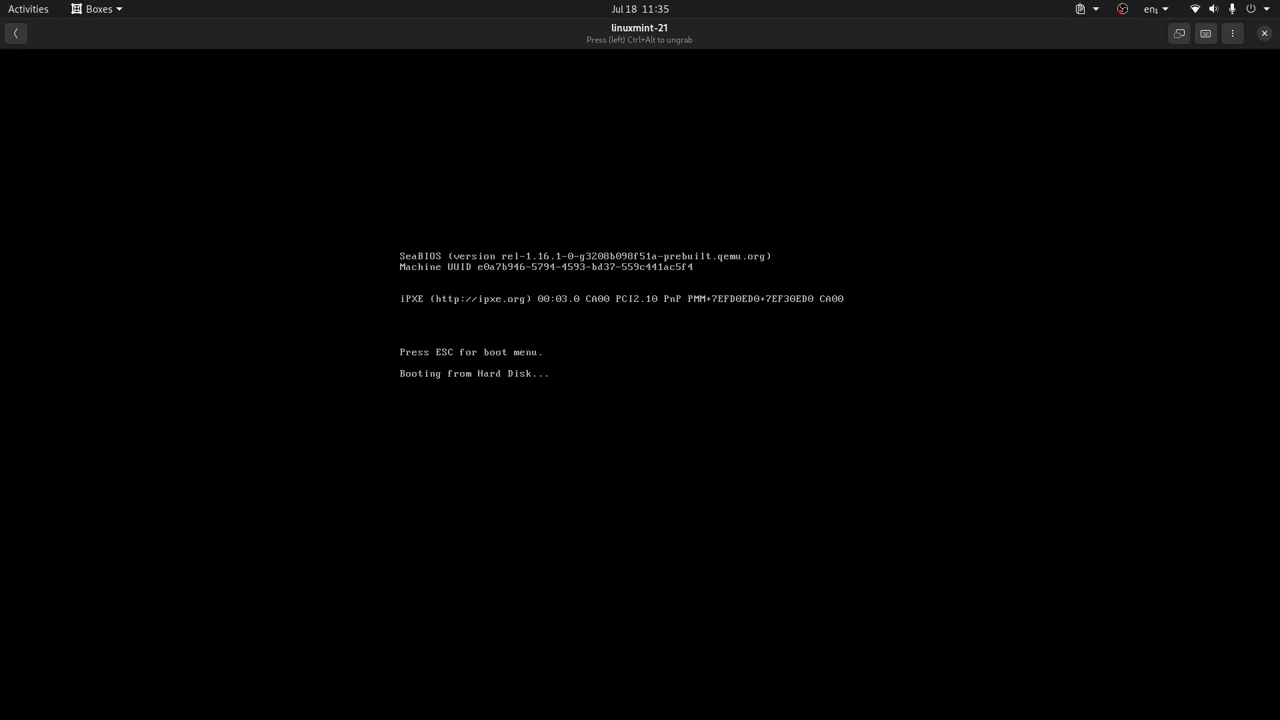 Activities Boxes Jul 18 11:35 en₁
linuxmint-21
Press (left) Ctrl+Alt to ungrab
SeaBIOS (version rel-1.16.1-0-g3208b098f51a-prebuilt.qemu.org)
Machine UUID e0a7b946-5794-4593-bd37-559c441ac5f4
iPXE (http://ipxe.org) 00:03.0 CA00 PCI2.10 PnP PMM+7EFD0ED0+7EF30ED0 CA00
Press ESC for boot menu.
Booting from Hard Disk...